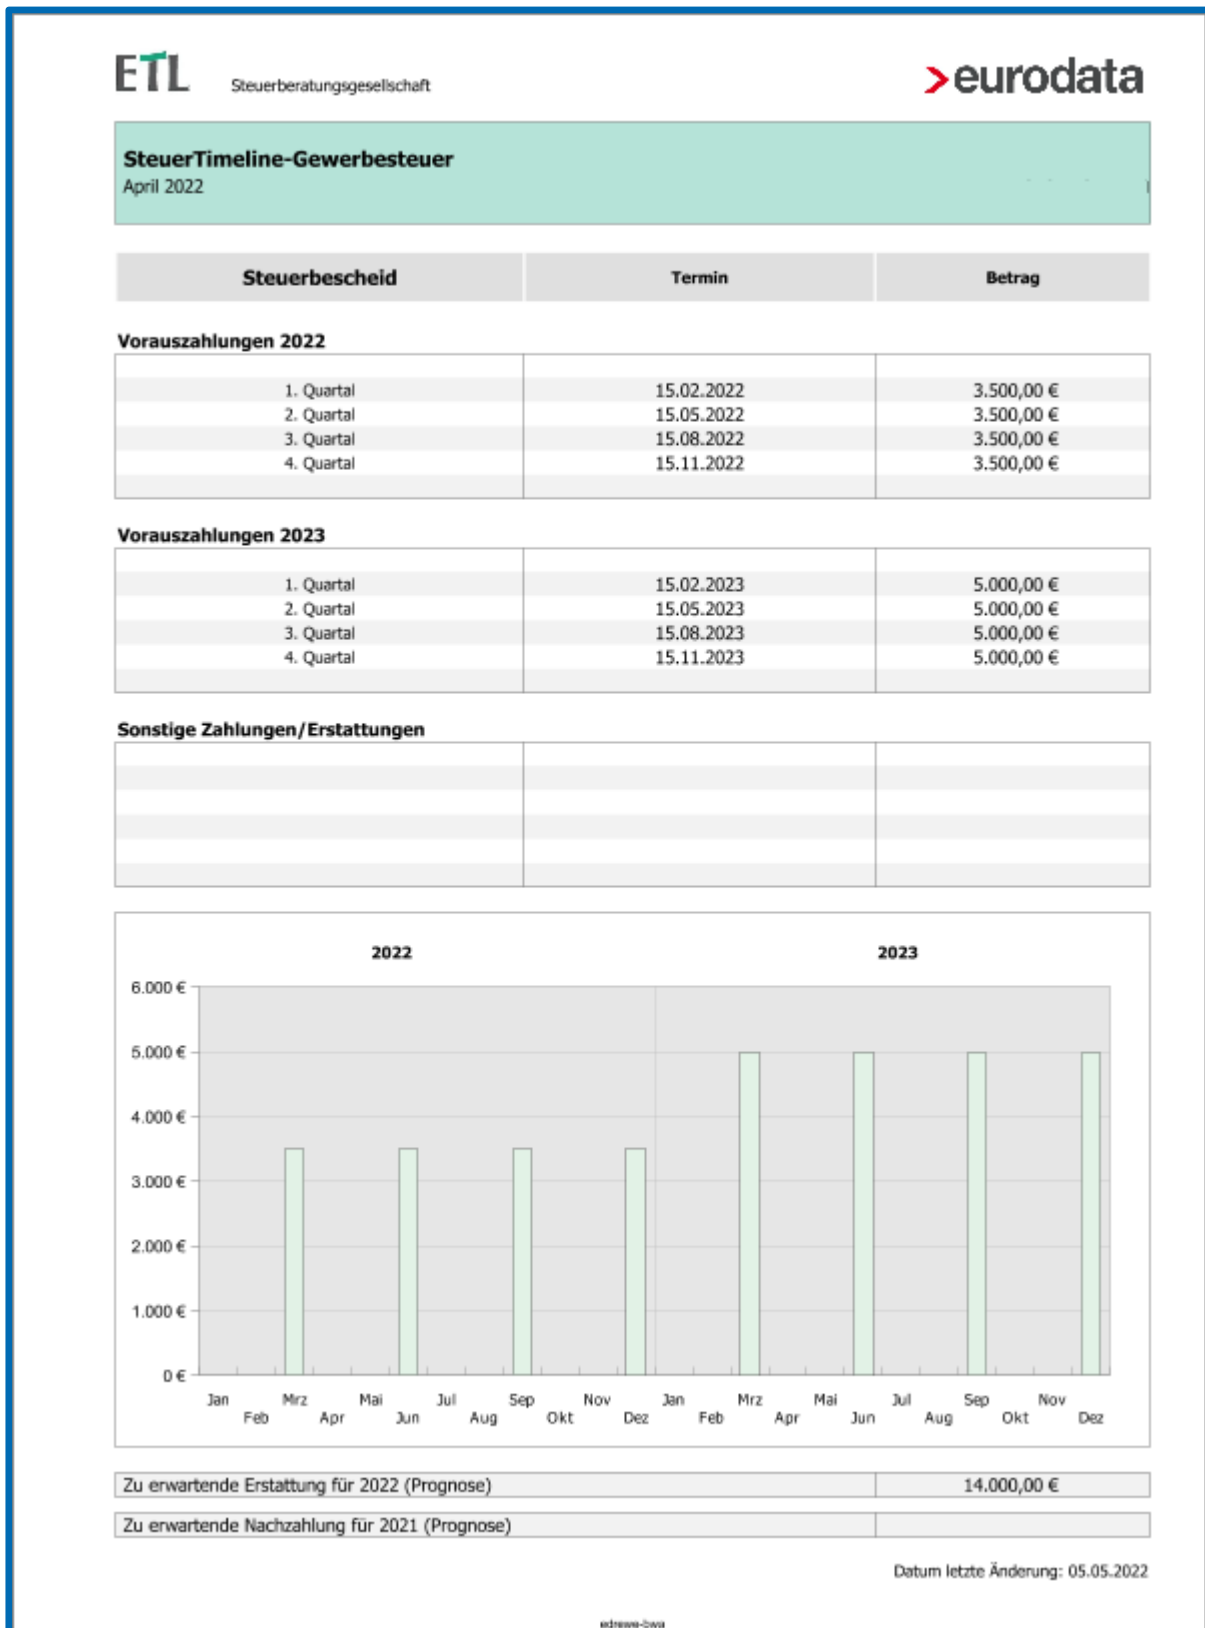 ETL Steuerberatungsgesellschaft >eurodata
SteuerTimeline-Gewerbesteuer
April 2022
Steuerbescheid Termin Betrag
Vorauszahlungen 2022
1. Quartal 15.02.2022 3.500,00 €
2. Quartal 15.05.2022 3.500,00 €
3. Quartal 15.08.2022 3.500,00 €
4. Quartal 15.11.2022 3.500,00 €
Vorauszahlungen 2023
1. Quartal 15.02.2023 5.000,00 €
2. Quartal 15.05.2023 5.000,00 €
3. Quartal 15.08.2023 5.000,00 €
4. Quartal 15.11.2023 5.000,00 €
Sonstige Zahlungen/Erstattungen
2022 2023
6.000 €
5.000 €
4.000 €
3.000 €
2.000 €
1.000 €
0 €
Jan Mrz Mai Jul Sep Nov Jan Mrz Mai Jul Sep Nov
Feb Apr Jun Aug Okt Dez Feb Apr Jun Aug Okt Dez
Zu erwartende Erstattung für 2022 (Prognose) 14.000,00 €
Zu erwartende Nachzahlung für 2021 (Prognose)
Datum letzte Änderung: 05.05.2022
edrewe-bwa